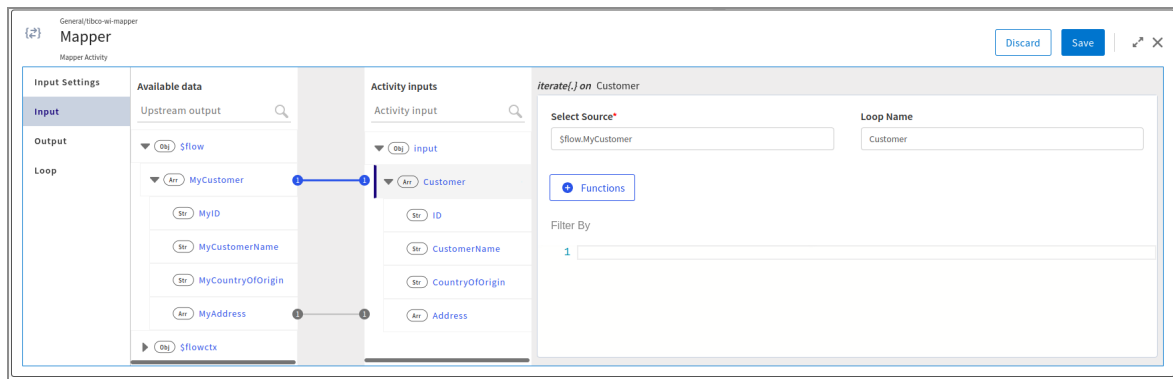 General/tibco-wi-mapper
Mapper
Mapper Activity
Discard
Save
Input Settings
Input
Output
Loop
Available data
Upstream output
Obj $flow
Arr MyCustomer 1
Str MyID
Str MyCustomerName
Str MyCountryOfOrigin
Arr MyAddress 1
Obj $flowctx
Activity inputs
Activity input
Obj input
1 Arr Customer
Str ID
Str CustomerName
Str CountryOfOrigin
1 Arr Address
iterate(.) on Customer
Select Source*
$flow.MyCustomer
Loop Name
Customer
Functions
Filter By
1